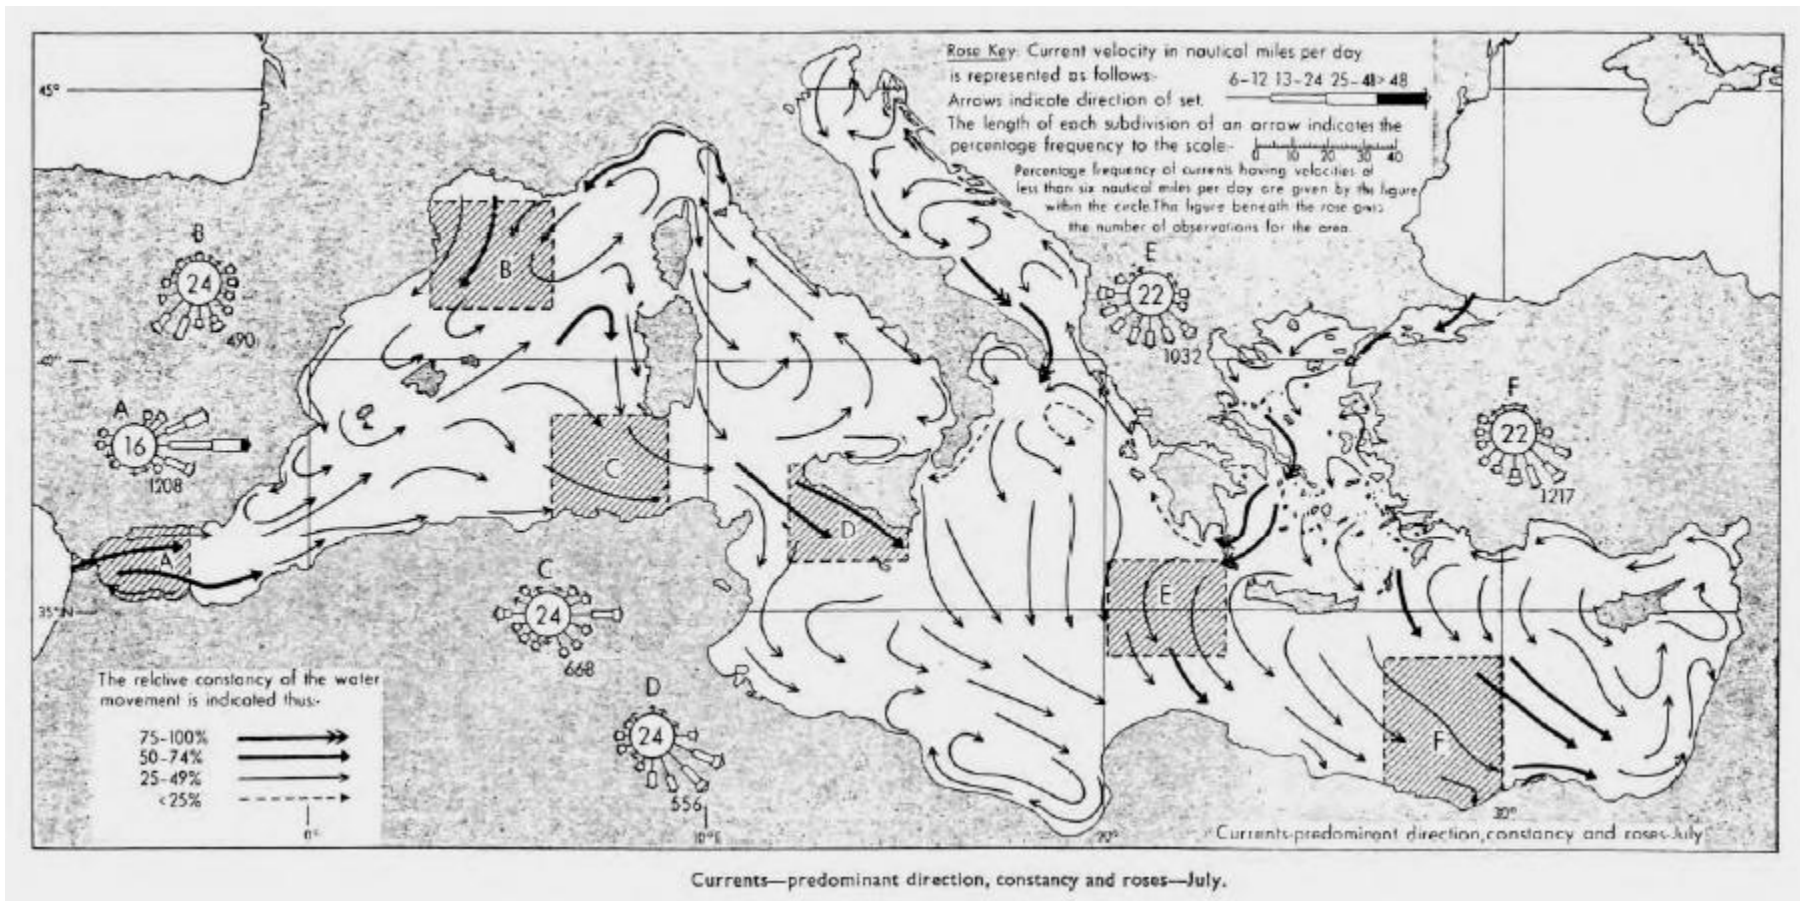 Rose Key: Current velocity in nautical miles per day
is represented as follows:-
6-12 13-24 25-48 > 48
Arrows indicate direction of set.
The length of each subdivision of an arrow indicates the
percentage frequency to the scale:-
0 10 20 30 40
Percentage frequency of currents having velocities of
less than six nautical miles per day are given by the figure
within the circle. The figure beneath the rose gives
the number of observations for the area.
45°
B
24
490
B
E
22
1032
40°
A
16
1208
F
22
1217
C
D
A
E
35°N
C
24
668
D
24
556
F
The relative constancy of the water
movement is indicated thus:-
75-100%
50-74%
25-49%
<25%
0°
10°E
20°
30°
Currents-predominant direction, constancy and roses-July
Currents—predominant direction, constancy and roses—July.